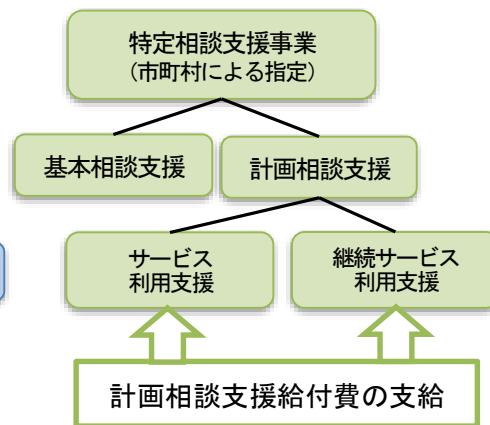 特定相談支援事業
(市町村による指定)
基本相談支援
計画相談支援
サービス
利用支援
継続サービス
利用支援
計画相談支援給付費の支給